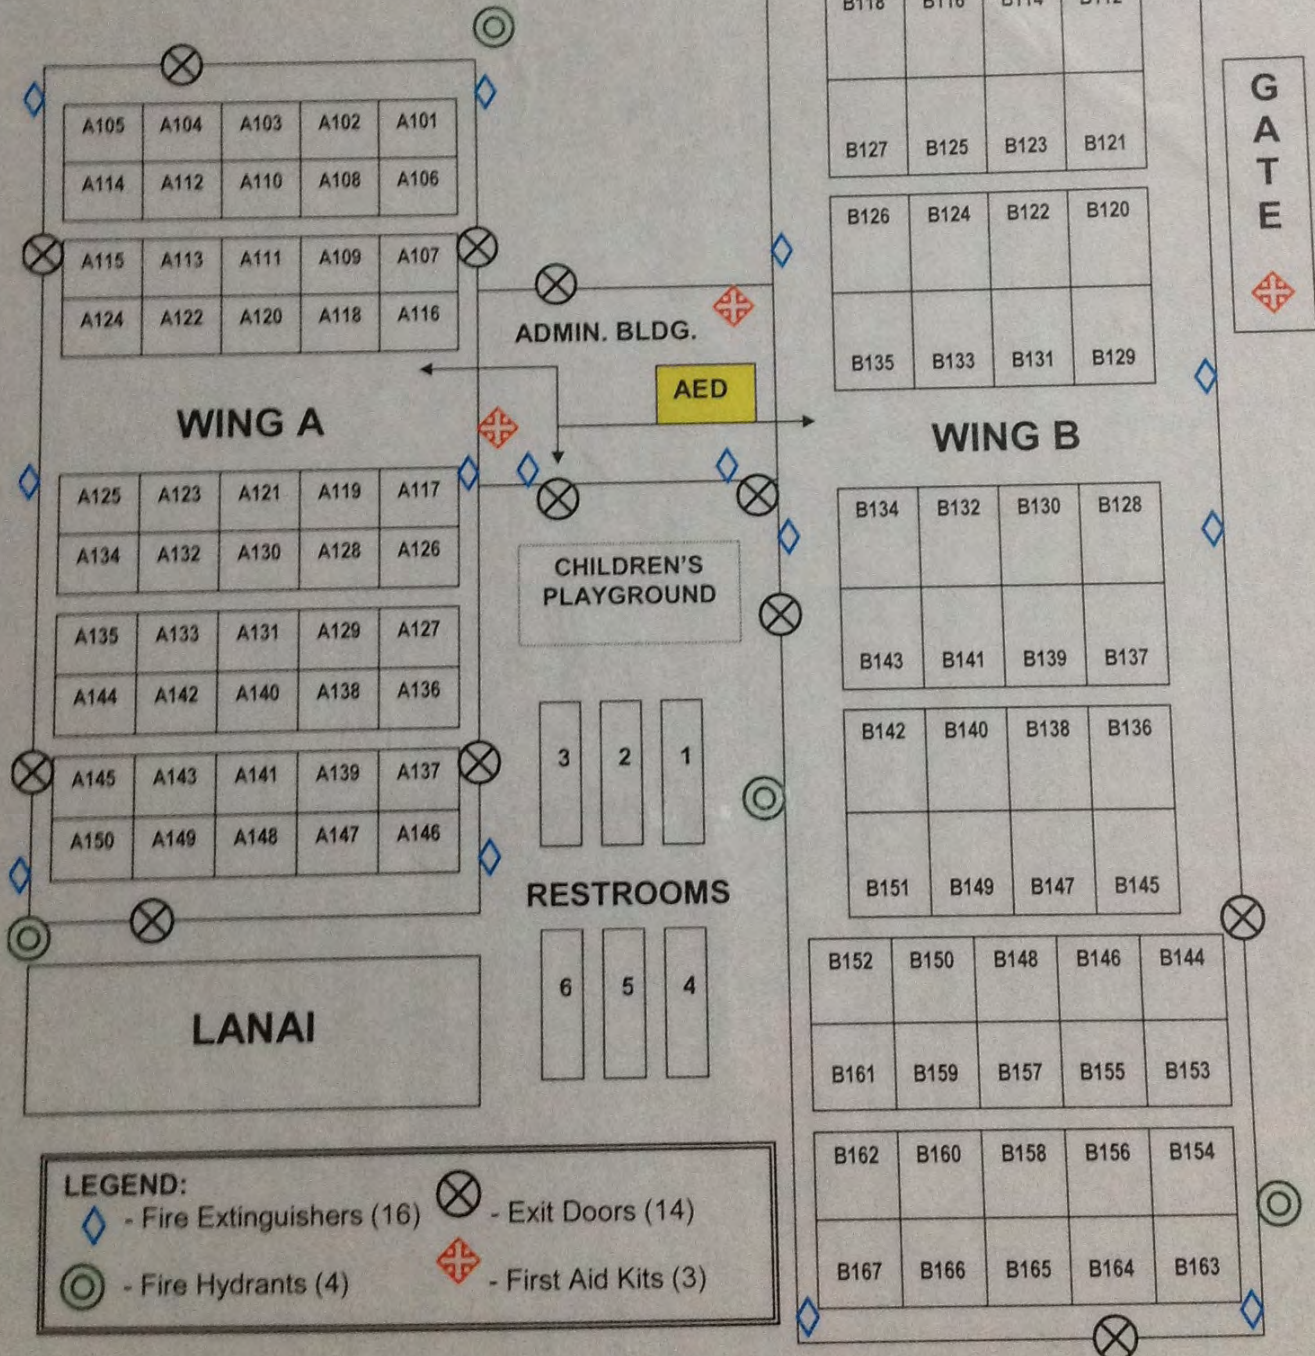 B118 B116 B114 B112
B127 B125 B123 B121
B126 B124 B122 B120
B135 B133 B131 B129
GATE
A105 A104 A103 A102 A101
A114 A112 A110 A108 A106
A115 A113 A111 A109 A107
A124 A122 A120 A118 A116
ADMIN. BLDG.
AED
WING A
WING B
A125 A123 A121 A119 A117
A134 A132 A130 A128 A126
A135 A133 A131 A129 A127
A144 A142 A140 A138 A136
A145 A143 A141 A139 A137
A150 A149 A148 A147 A146
CHILDREN'S
PLAYGROUND
3 2 1
RESTROOMS
6 5 4
B134 B132 B130 B128
B143 B141 B139 B137
B142 B140 B138 B136
B151 B149 B147 B145
B152 B150 B148 B146 B144
B161 B159 B157 B155 B153
B162 B160 B158 B156 B154
B167 B166 B165 B164 B163
LANAI
LEGEND:
- Fire Extinguishers (16)
- Exit Doors (14)
- Fire Hydrants (4)
- First Aid Kits (3)